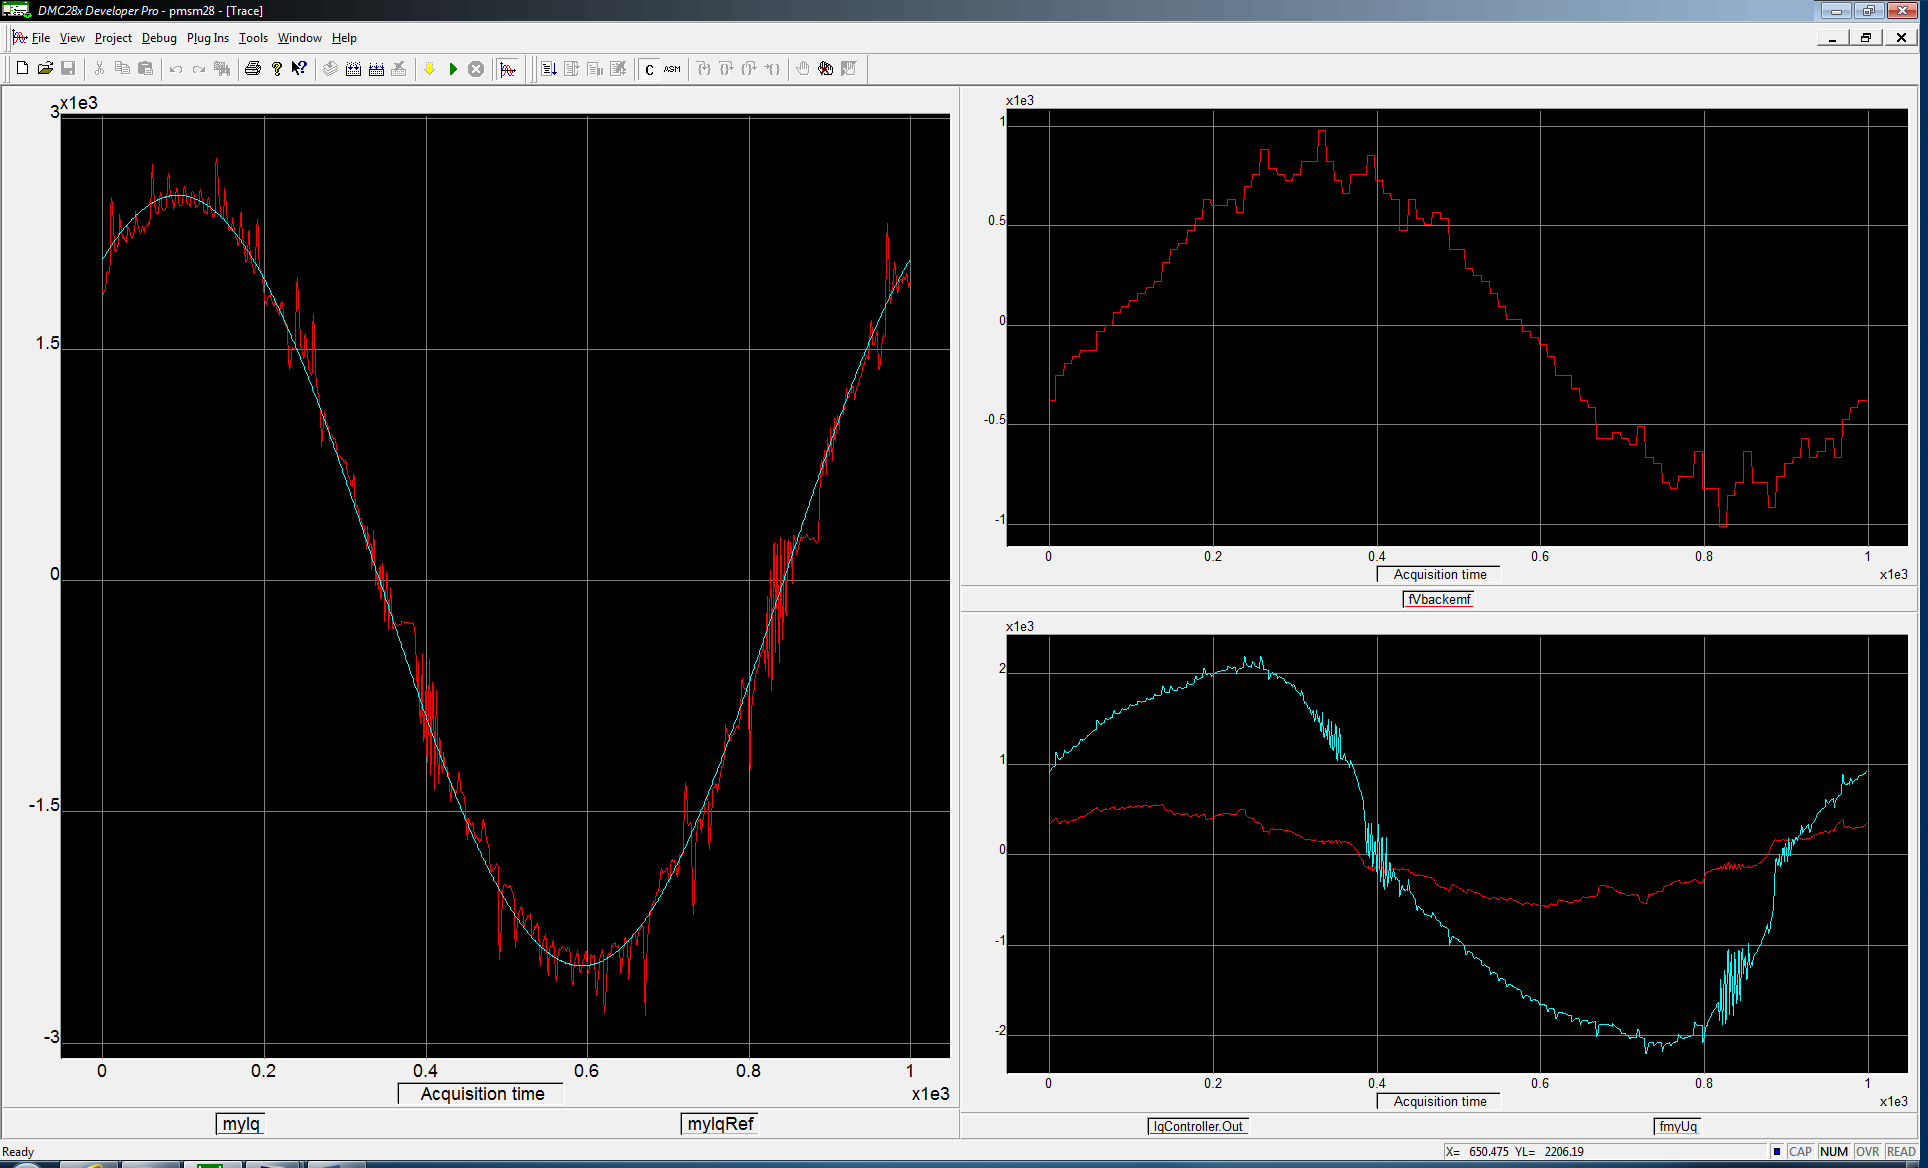 DMC28x Developer Pro - pmsm28 - [Trace]
File View Project Debug Plug Ins Tools Window Help
C ASM
x1e3
3
1.5
0
-1.5
-3
0 0.2 0.4 0.6 0.8 1
Acquisition time
x1e3
myIq myIqRef
x1e3
1
0.5
0
-0.5
-1
0 0.2 0.4 0.6 0.8 1
Acquisition time
x1e3
fVbackemf
x1e3
2
1
0
-1
-2
0 0.2 0.4 0.6 0.8 1
Acquisition time
x1e3
IqController.Out fmyUq
Ready X= 650.475 YL= 2206.19 CAP NUM OVR READ